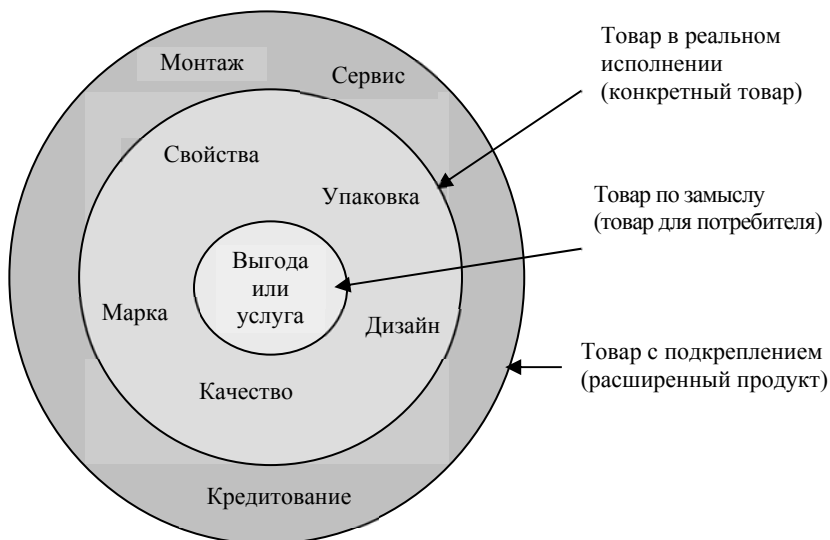 Монтаж
Сервис
Товар в реальном
исполнении
(конкретный товар)
Свойства
Упаковка
Товар по замыслу
(товар для потребителя)
Выгода
или
услуга
Марка
Дизайн
Товар с подкреплением
(расширенный продукт)
Качество
Кредитование